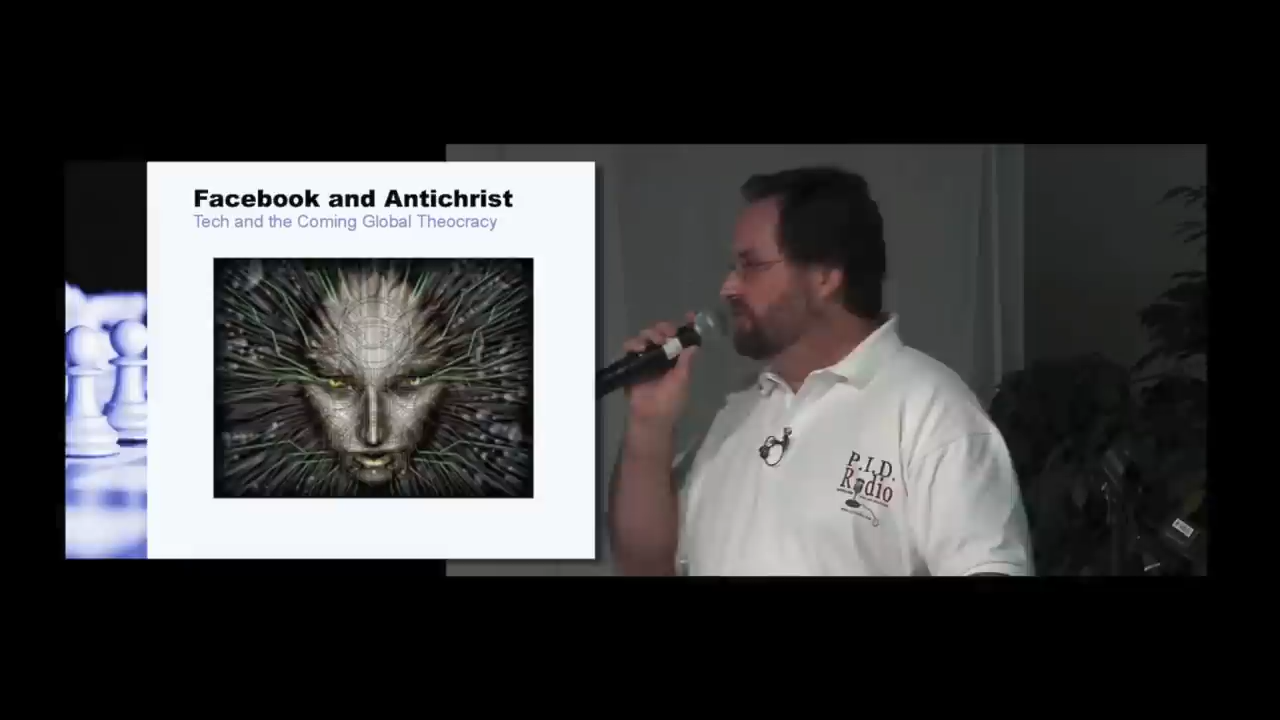 Facebook and Antichrist
Tech and the Coming Global Theocracy
P.I.D.
Radio